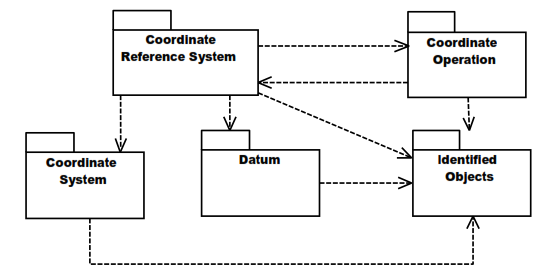 Coordinate
Reference System
Coordinate
Operation
Coordinate
System
Datum
Identified
Objects